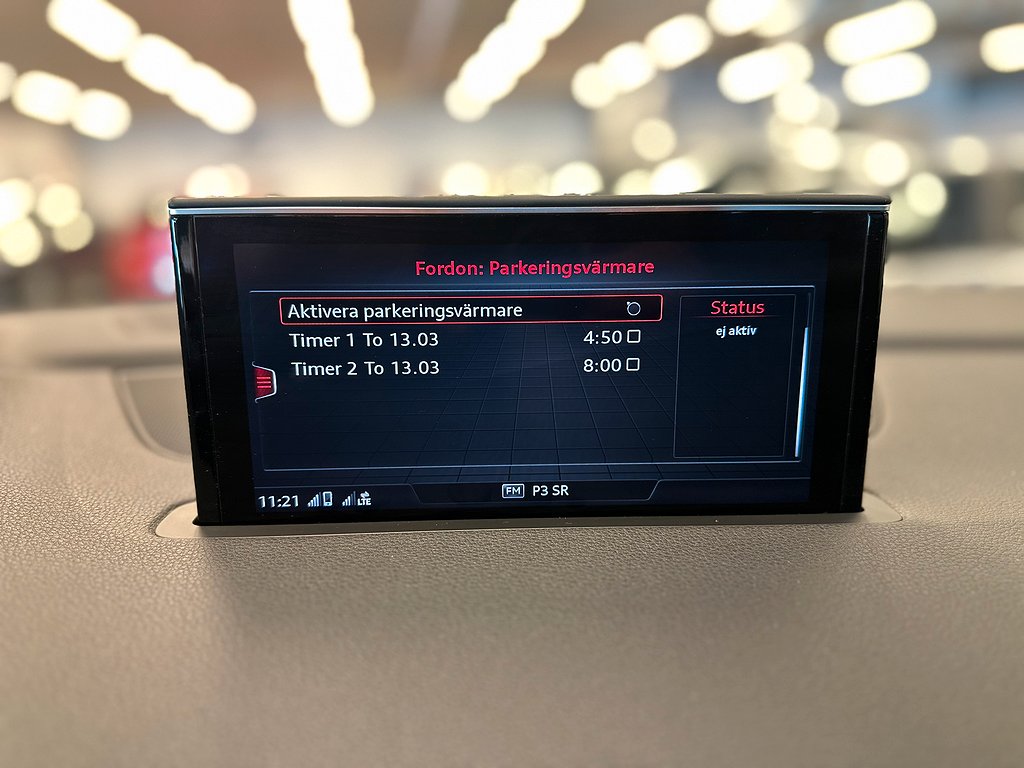 Fordon: Parkeringsvärmare
Aktivera parkeringsvärmare
Timer 1 To 13.03 4:50
Timer 2 To 13.03 8:00
Status
ej aktiv
11:21 LTE FM P3 SR